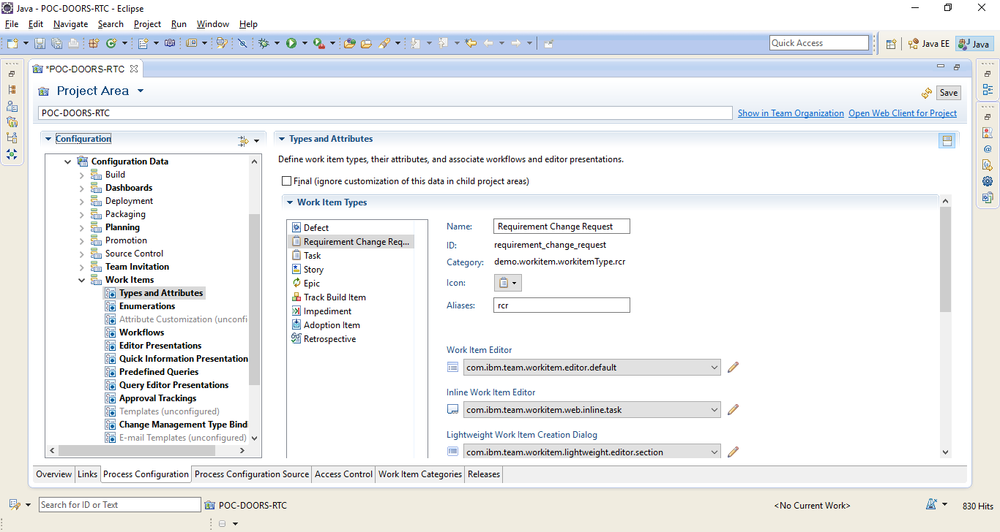 Java - POC-DOORS-RTC - Eclipse
File Edit Navigate Search Project Run Window Help
Quick Access
Java EE
Java
*POC-DOORS-RTC
Project Area
Save
POC-DOORS-RTC
Show in Team Organization
Open Web Client for Project
Configuration
Configuration Data
Build
Dashboards
Deployment
Packaging
Planning
Promotion
Source Control
Team Invitation
Work Items
Types and Attributes
Enumerations
Attribute Customization (unconfi
Workflows
Editor Presentations
Quick Information Presentation
Predefined Queries
Query Editor Presentations
Approval Trackings
Templates (unconfigured)
Change Management Type Bind
E-mail Templates (unconfigured)
Types and Attributes
Define work item types, their attributes, and associate workflows and editor presentations.
Final (ignore customization of this data in child project areas)
Work Item Types
Defect
Requirement Change Req...
Task
Story
Epic
Track Build Item
Impediment
Adoption Item
Retrospective
Name: Requirement Change Request
ID: requirement_change_request
Category: demo.workitem.workitemType.rcr
Icon:
Aliases: rcr
Work Item Editor
com.ibm.team.workitem.editor.default
Inline Work Item Editor
com.ibm.team.workitem.web.inline.task
Lightweight Work Item Creation Dialog
com.ibm.team.workitem.lightweight.editor.section
Overview Links Process Configuration Process Configuration Source Access Control Work Item Categories Releases
Search for ID or Text
POC-DOORS-RTC
<No Current Work>
830 Hits